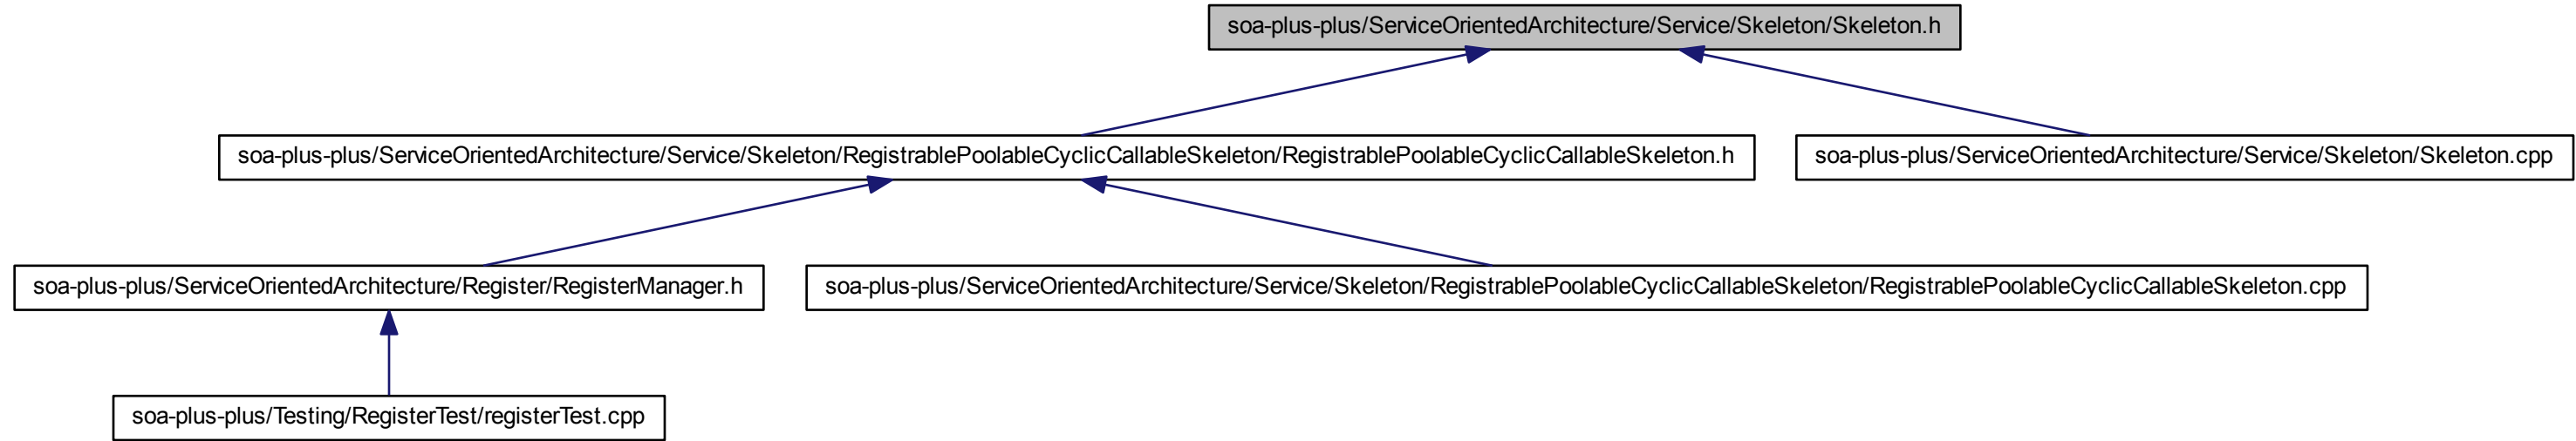 soa-plus-plus/ServiceOrientedArchitecture/Service/Skeleton/Skeleton.h
soa-plus-plus/ServiceOrientedArchitecture/Service/Skeleton/RegistrablePoolableCyclicCallableSkeleton/RegistrablePoolableCyclicCallableSkeleton.h
soa-plus-plus/ServiceOrientedArchitecture/Service/Skeleton/Skeleton.cpp
soa-plus-plus/ServiceOrientedArchitecture/Register/RegisterManager.h
soa-plus-plus/ServiceOrientedArchitecture/Service/Skeleton/RegistrablePoolableCyclicCallableSkeleton/RegistrablePoolableCyclicCallableSkeleton.cpp
soa-plus-plus/Testing/RegisterTest/registerTest.cpp